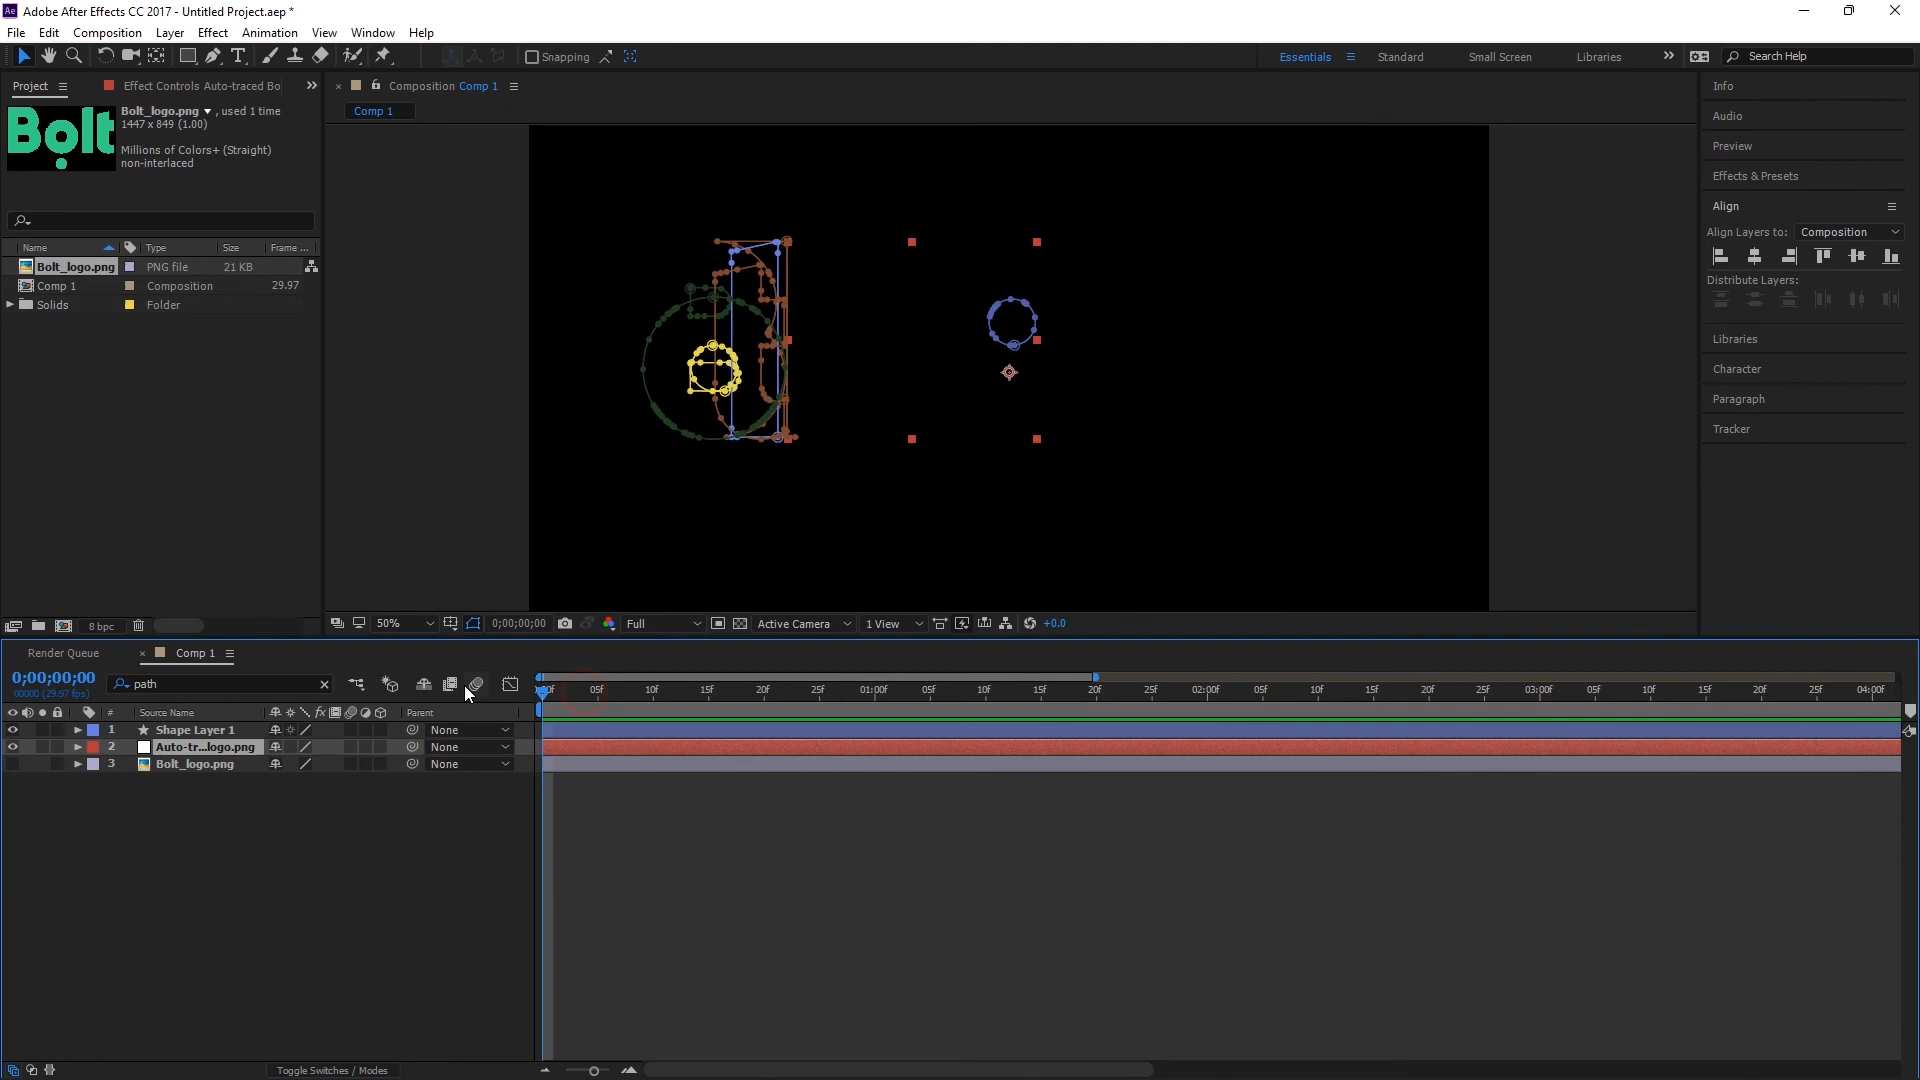 Ae Adobe After Effects CC 2017 - Untitled Project.aep *
File Edit Composition Layer Effect Animation View Window Help
Snapping
Essentials Standard Small Screen Libraries
Search Help
Project
Effect Controls Auto-traced Bo
Composition Comp 1
Comp 1
Bolt
Bolt_logo.png , used 1 time
1447 x 849 (1.00)
Millions of Colors+ (Straight)
non-interlaced
Name Type Size Frame ...
Bolt_logo.png PNG file 21 KB
Comp 1 Composition 29.97
Solids Folder
8 bpc
50% 0;00;00;00 Full Active Camera 1 View +0.0
Info
Audio
Preview
Effects & Presets
Align
Align Layers to: Composition
Distribute Layers:
Libraries
Character
Paragraph
Tracker
Render Queue
Comp 1
0;00;00;00
00000 (29.97 fps)
path
05f 10f 15f 20f 25f 01:00f 05f 10f 15f 20f 25f 02:00f 05f 10f 15f 20f 25f 03:00f 05f 10f 15f 20f 25f 04:00f
# Source Name fx Parent
1 Shape Layer 1 None
2 Auto-tr...logo.png None
3 Bolt_logo.png None
Toggle Switches / Modes